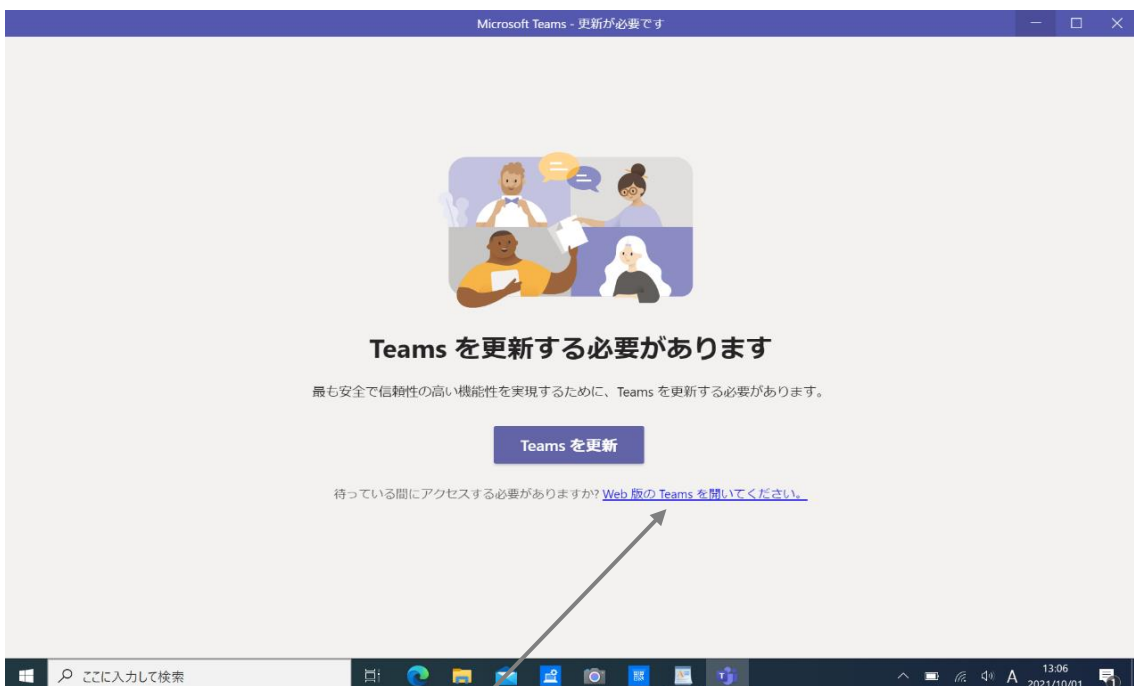 Microsoft Teams - 更新が必要です
Teams を更新する必要があります
最も安全で信頼性の高い機能性を実現するために、Teams を更新する必要があります。
Teams を更新
待っている間にアクセスする必要がありますか? Web 版の Teams を開いてください。
ここに入力して検索
A
13:06
2021/10/01
1